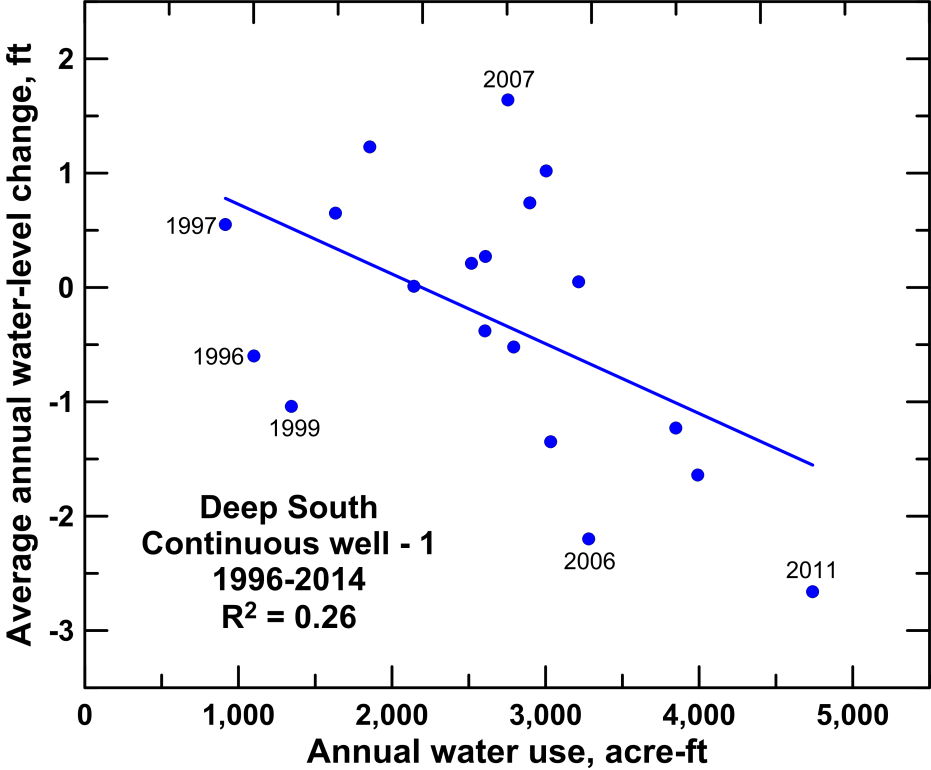 2007
2
1
1997
0
1996
-1
1999
Deep South
Continuous well - 1
1996-2014
R² = 0.26
-2
2006
2011
-3
0 1,000 2,000 3,000 4,000 5,000
Annual water use, acre-ft
Average annual water-level change, ft